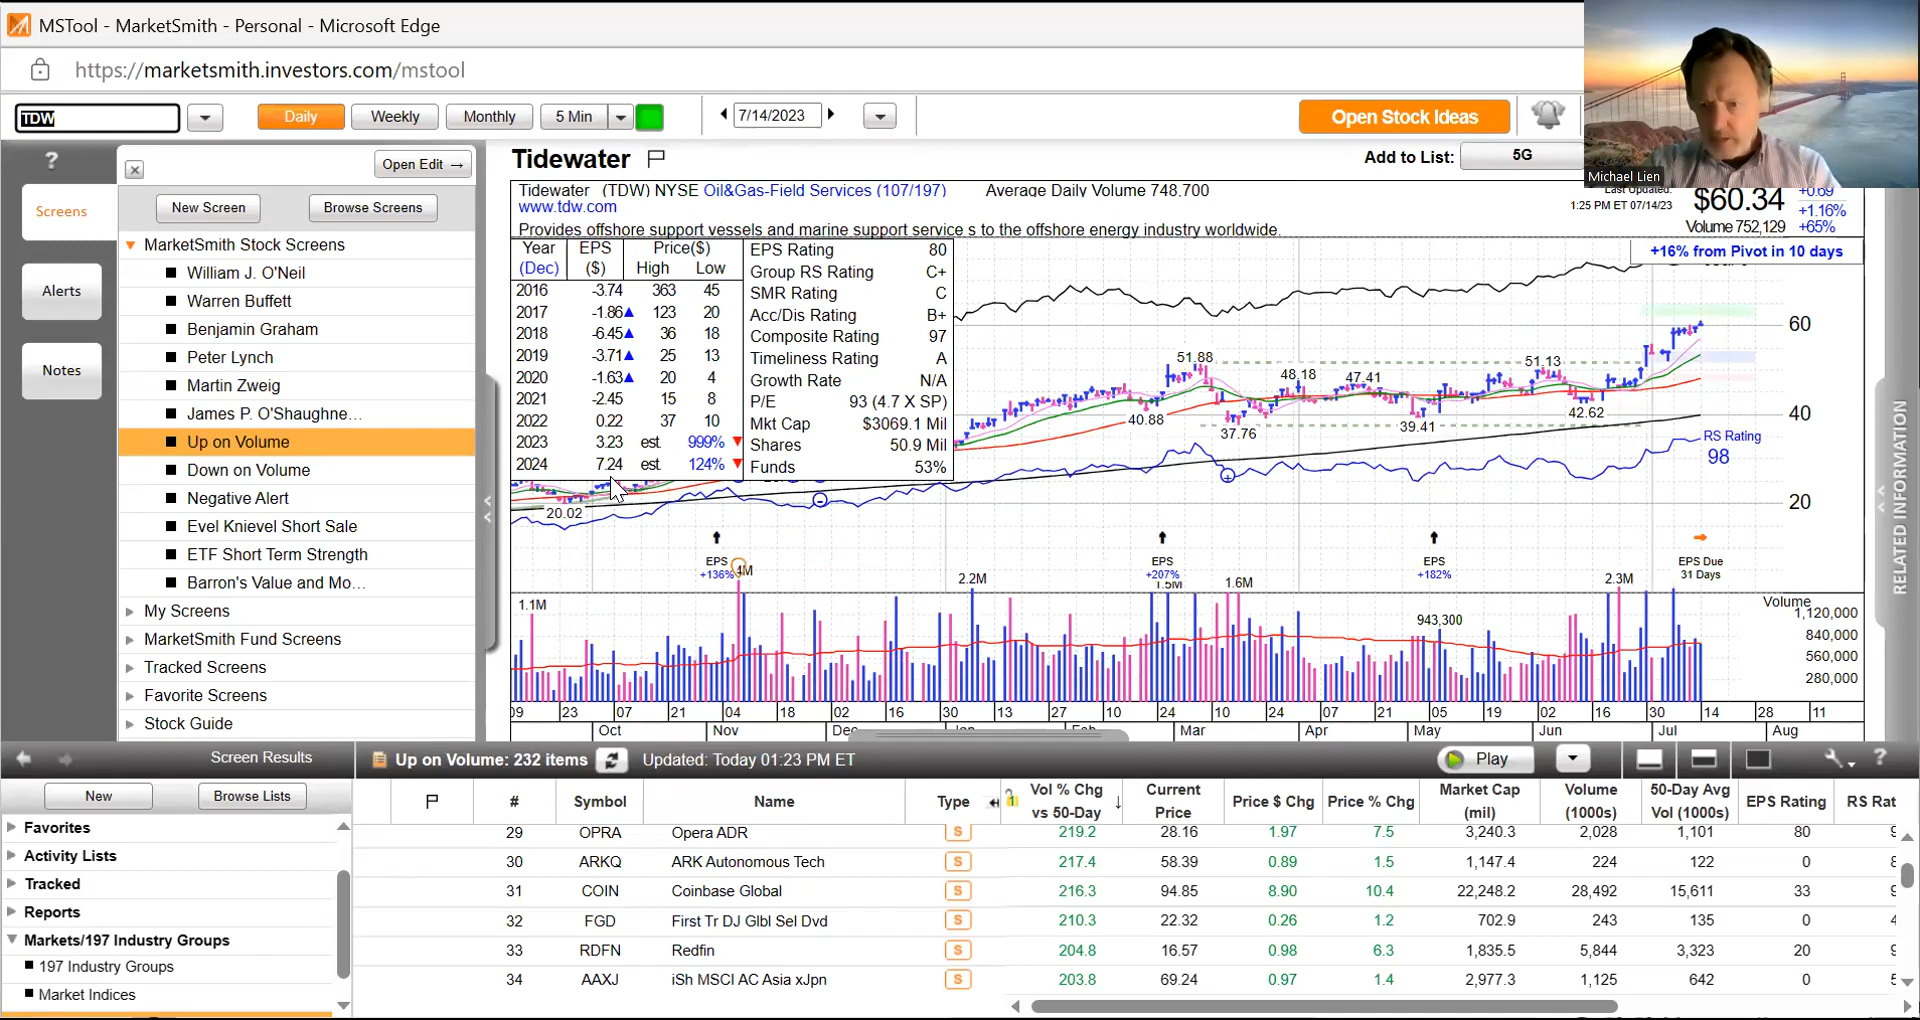 MSTool - MarketSmith - Personal - Microsoft Edge
https://marketsmith.investors.com/mstool
TDW
Daily
Weekly
Monthly
5 Min
7/14/2023
Open Stock Ideas
Michael Lien
?
Screens
Alerts
Notes
Open Edit →
New Screen
Browse Screens
MarketSmith Stock Screens
William J. O'Neil
Warren Buffett
Benjamin Graham
Peter Lynch
Martin Zweig
James P. O'Shaughne…
Up on Volume
Down on Volume
Negative Alert
Evel Knievel Short Sale
ETF Short Term Strength
Barron's Value and Mo…
My Screens
MarketSmith Fund Screens
Tracked Screens
Favorite Screens
Stock Guide
Tidewater
Add to List: 5G
Tidewater (TDW) NYSE Oil&Gas-Field Services (107/197) Average Daily Volume 748,700
www.tdw.com
Provides offshore support vessels and marine support service s to the offshore energy industry worldwide.
Last Updated:
1:25 PM ET 07/14/23
$60.34
+0.69
+1.16%
Volume 752,129 +65%
+16% from Pivot in 10 days
Year EPS Price($)
(Dec) ($) High Low
2016 -3.74 363 45
2017 -1.86 123 20
2018 -6.45 36 18
2019 -3.71 25 13
2020 -1.63 20 4
2021 -2.45 15 8
2022 0.22 37 10
2023 3.23 est. 999%
2024 7.24 est. 124%
EPS Rating 80
Group RS Rating C+
SMR Rating C
Acc/Dis Rating B+
Composite Rating 97
Timeliness Rating A
Growth Rate N/A
P/E 93 (4.7 X SP)
Mkt Cap $3069.1 Mil
Shares 50.9 Mil
Funds 53%
51.88
48.18
47.41
51.13
40.88
37.76
39.41
42.62
20.02
60
40
20
RS Rating
98
EPS
+136%
EPS
+207%
EPS
+182%
EPS Due
31 Days
1.1M
4M
2.2M
1.5M
1.6M
943,300
2.3M
Volume
1,120,000
840,000
560,000
280,000
09 23 07 21 04 18 02 16 30 13 27 10 24 10 24 07 21 05 19 02 16 30 14 28 11
Oct Nov Dec Jan Feb Mar Apr May Jun Jul Aug
RELATED INFORMATION
Screen Results
Up on Volume: 232 items
Updated: Today 01:23 PM ET
Play
?
New
Browse Lists
Favorites
Activity Lists
Tracked
Reports
Markets/197 Industry Groups
197 Industry Groups
Market Indices
# Symbol Name Type Vol % Chg vs 50-Day Current Price Price $ Chg Price % Chg Market Cap (mil) Volume (1000s) 50-Day Avg Vol (1000s) EPS Rating RS Rat
29 OPRA Opera ADR S 219.2 28.16 1.97 7.5 3,240.3 2,028 1,101 80
30 ARKQ ARK Autonomous Tech S 217.4 58.39 0.89 1.5 1,147.4 224 122 0
31 COIN Coinbase Global S 216.3 94.85 8.90 10.4 22,248.2 28,492 15,611 33
32 FGD First Tr DJ Glbl Sel Dvd S 210.3 22.32 0.26 1.2 702.9 243 135 0
33 RDFN Redfin S 204.8 16.57 0.98 6.3 1,835.5 5,844 3,323 20
34 AAXJ iSh MSCI AC Asia xJpn S 203.8 69.24 0.97 1.4 2,977.3 1,125 642 0